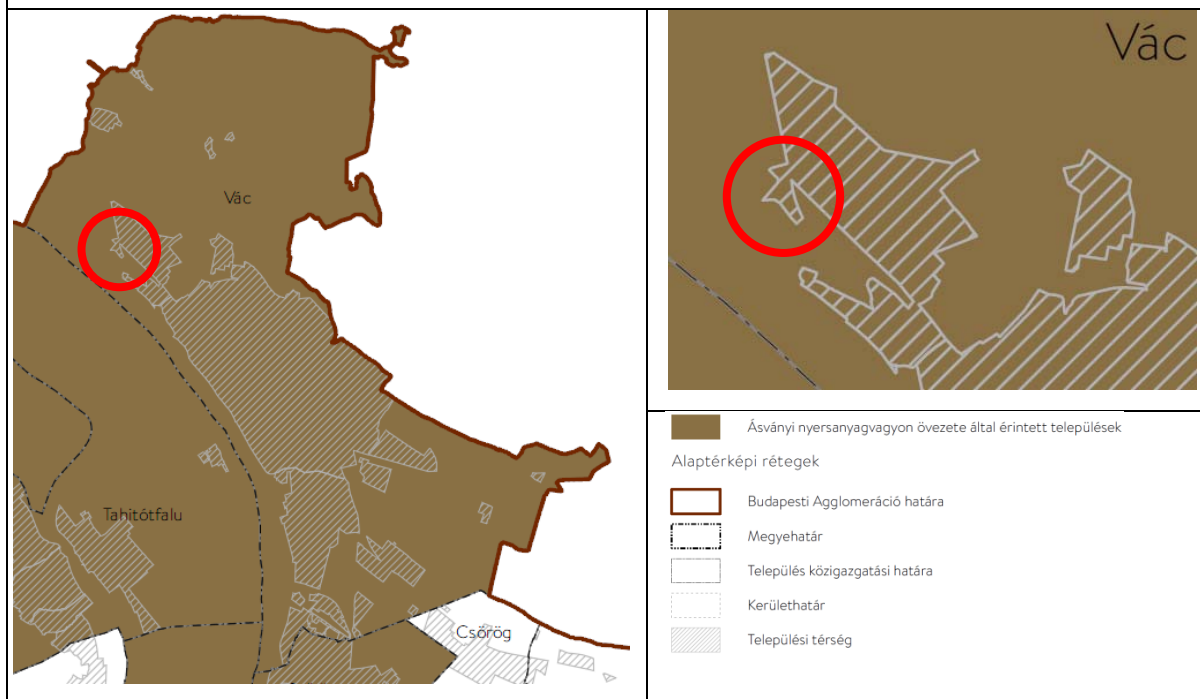 Vác
Tahitótfalu
Csörög
Vác
Ásványi nyersanyagvagyon övezete által érintett települések
Alaptérképi rétegek
Budapesti Agglomeráció határa
Megyehatár
Település közigazgatási határa
Kerülethatár
Települési térség